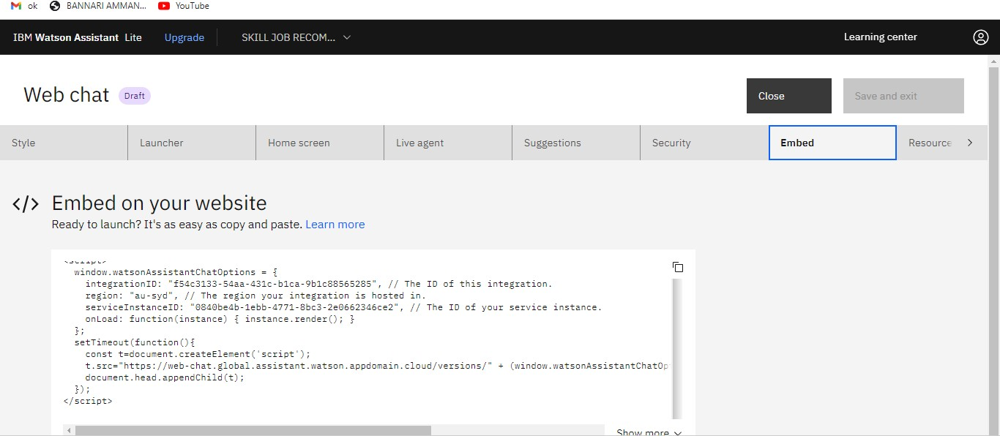 ok BANNARI AMMAN... YouTube
IBM Watson Assistant Lite Upgrade SKILL JOB RECOM... Learning center
Web chat Draft Close Save and exit
Style Launcher Home screen Live agent Suggestions Security Embed Resource
</> Embed on your website
Ready to launch? It's as easy as copy and paste. Learn more
<script>
window.watsonAssistantChatOptions = {
integrationID: "f54c3133-54aa-431c-b1ca-9b1c88565285", // The ID of this integration.
region: "au-syd", // The region your integration is hosted in.
serviceInstanceID: "0840be4b-1ebb-4771-8bc3-2e0662346ce2", // The ID of your service instance.
onLoad: function(instance) { instance.render(); }
};
setTimeout(function(){
const t=document.createElement('script');
t.src="https://web-chat.global.assistant.watson.appdomain.cloud/versions/" + (window.watsonAssistantChatOp
document.head.appendChild(t);
});
</script>
Show more